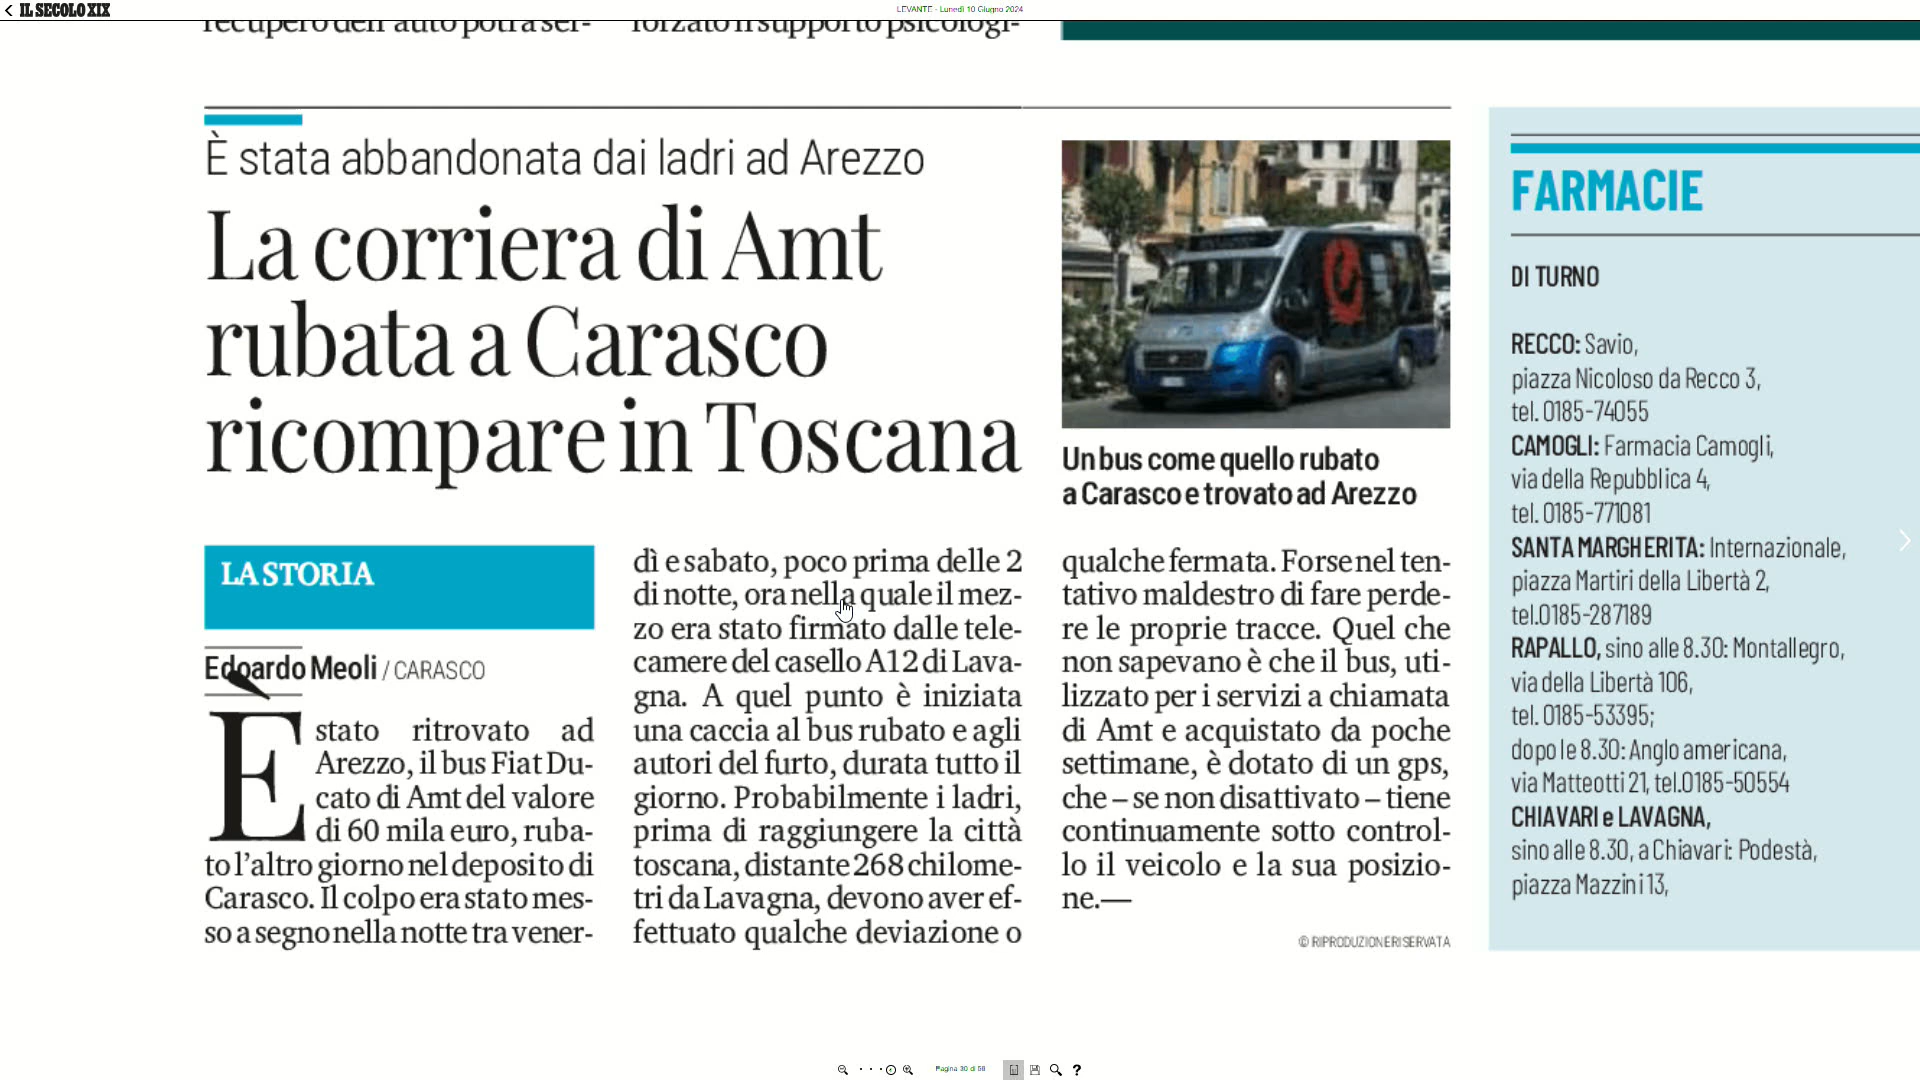 IL SECOLO XIX
LEVANTE - Lunedì 10 Giugno 2024
recupero dell'auto potrà ser-
forzato il supporto psicologi-
È stata abbandonata dai ladri ad Arezzo
La corriera di Amt
rubata a Carasco
ricompare in Toscana
Un bus come quello rubato
a Carasco e trovato ad Arezzo
LA STORIA
Edoardo Meoli / CARASCO
È stato ritrovato ad
Arezzo, il bus Fiat Du-
cato di Amt del valore
di 60 mila euro, ruba-
to l'altro giorno nel deposito di
Carasco. Il colpo era stato mes-
so a segno nella notte tra vener-
dì e sabato, poco prima delle 2
di notte, ora nella quale il mez-
zo era stato firmato dalle tele-
camere del casello A12 di Lava-
gna. A quel punto è iniziata
una caccia al bus rubato e agli
autori del furto, durata tutto il
giorno. Probabilmente i ladri,
prima di raggiungere la città
toscana, distante 268 chilome-
tri da Lavagna, devono aver ef-
fettuato qualche deviazione o
qualche fermata. Forse nel ten-
tativo maldestro di fare perde-
re le proprie tracce. Quel che
non sapevano è che il bus, uti-
lizzato per i servizi a chiamata
di Amt e acquistato da poche
settimane, è dotato di un gps,
che – se non disattivato – tiene
continuamente sotto control-
lo il veicolo e la sua posizio-
ne.—
© RIPRODUZIONE RISERVATA
FARMACIE
DI TURNO
RECCO: Savio,
piazza Nicoloso da Recco 3,
tel. 0185-74055
CAMOGLI: Farmacia Camogli,
via della Repubblica 4,
tel. 0185-771081
SANTA MARGHERITA: Internazionale,
piazza Martiri della Libertà 2,
tel.0185-287189
RAPALLO, sino alle 8.30: Montallegro,
via della Libertà 106,
tel. 0185-53395;
dopo le 8.30: Anglo americana,
via Matteotti 21, tel.0185-50554
CHIAVARI e LAVAGNA,
sino alle 8.30, a Chiavari: Podestà,
piazza Mazzini 13,
Pagina 30 di 58
?